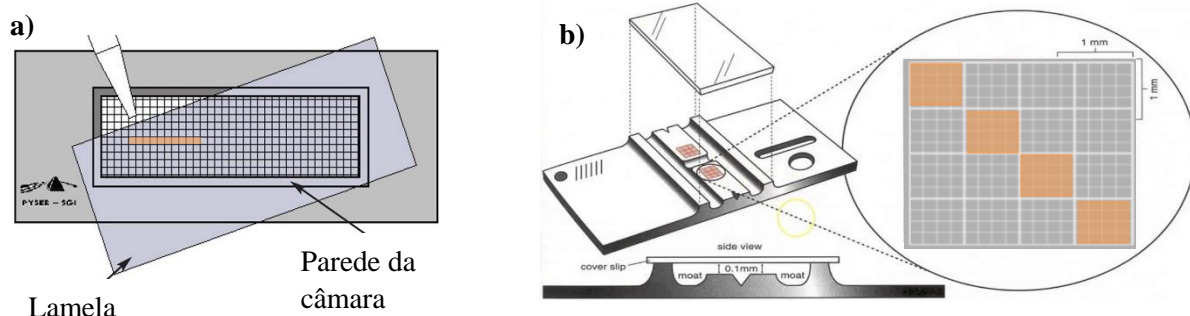 a)
PYSER – SGI
Lamela
Parede da
câmara
b)
1 mm
1 mm
side view
cover slip
moat
0.1mm
moat